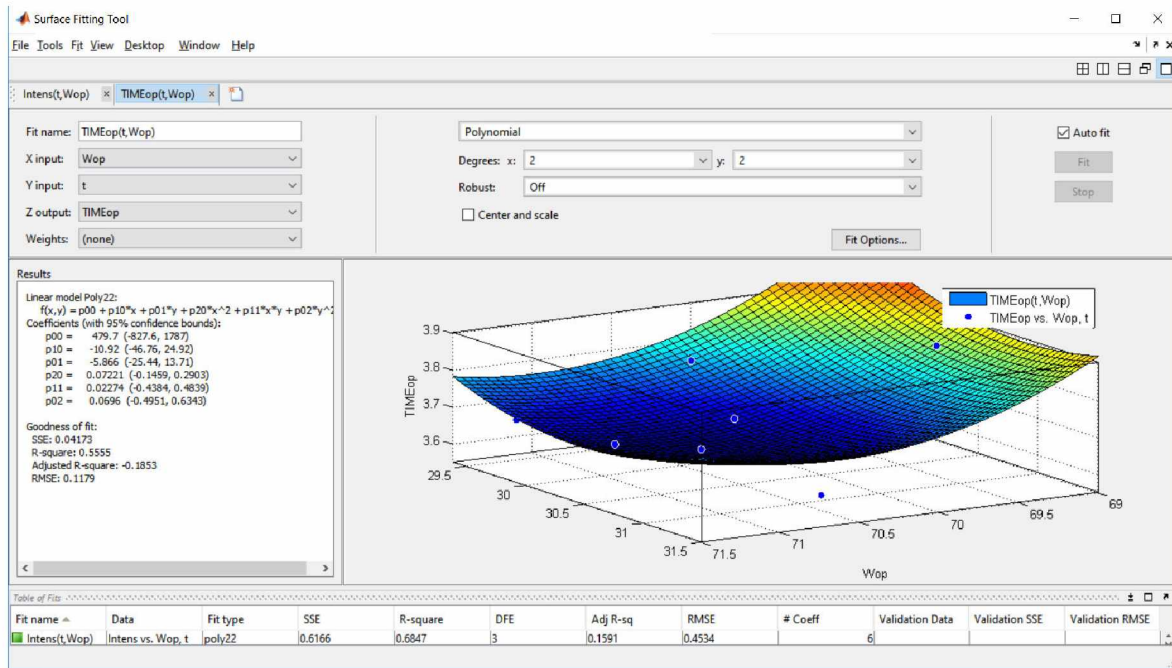 Surface Fitting Tool
File Tools Fit View Desktop Window Help
Intens(t,Wop) × TIMEop(t,Wop) ×
Fit name: TIMEop(t,Wop)
X input: Wop
Y input: t
Z output: TIMEop
Weights: (none)
Polynomial
Degrees: x: 2 y: 2
Robust: Off
Center and scale
Fit Options...
Auto fit
Fit
Stop
Results
Linear model Poly22:
f(x,y) = p00 + p10*x + p01*y + p20*x^2 + p11*x*y + p02*y^2
Coefficients (with 95% confidence bounds):
p00 = 479.7 (-827.6, 1787)
p10 = -10.92 (-46.76, 24.92)
p01 = -5.866 (-25.44, 13.71)
p20 = 0.07221 (-0.1459, 0.2903)
p11 = 0.02274 (-0.4384, 0.4839)
p02 = 0.0696 (-0.4951, 0.6343)
Goodness of fit:
SSE: 0.04173
R-square: 0.5555
Adjusted R-square: -0.1853
RMSE: 0.1179
TIMEop(t,Wop)
TIMEop vs. Wop, t
TIMEop
3.9
3.8
3.7
3.6
29.5
30
30.5
31
31.5
71.5
71
70.5
70
69.5
69
Wop
Table of Fits
Fit name Data Fit type SSE R-square DFE Adj R-sq RMSE # Coeff Validation Data Validation SSE Validation RMSE
Intens(t,Wop) Intens vs. Wop, t poly22 0.6166 0.6847 3 0.1591 0.4534 6